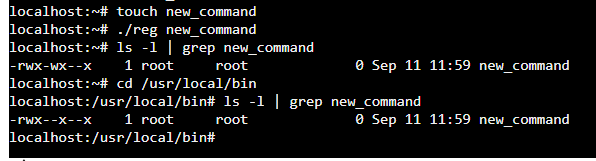 localhost:~# touch new_command
localhost:~# ./reg new_command
localhost:~# ls -l | grep new_command
-rwx-wx--x    1 root     root             0 Sep 11 11:59 new_command
localhost:~# cd /usr/local/bin
localhost:/usr/local/bin# ls -l | grep new_command
-rwx--x--x    1 root     root             0 Sep 11 11:59 new_command
localhost:/usr/local/bin#